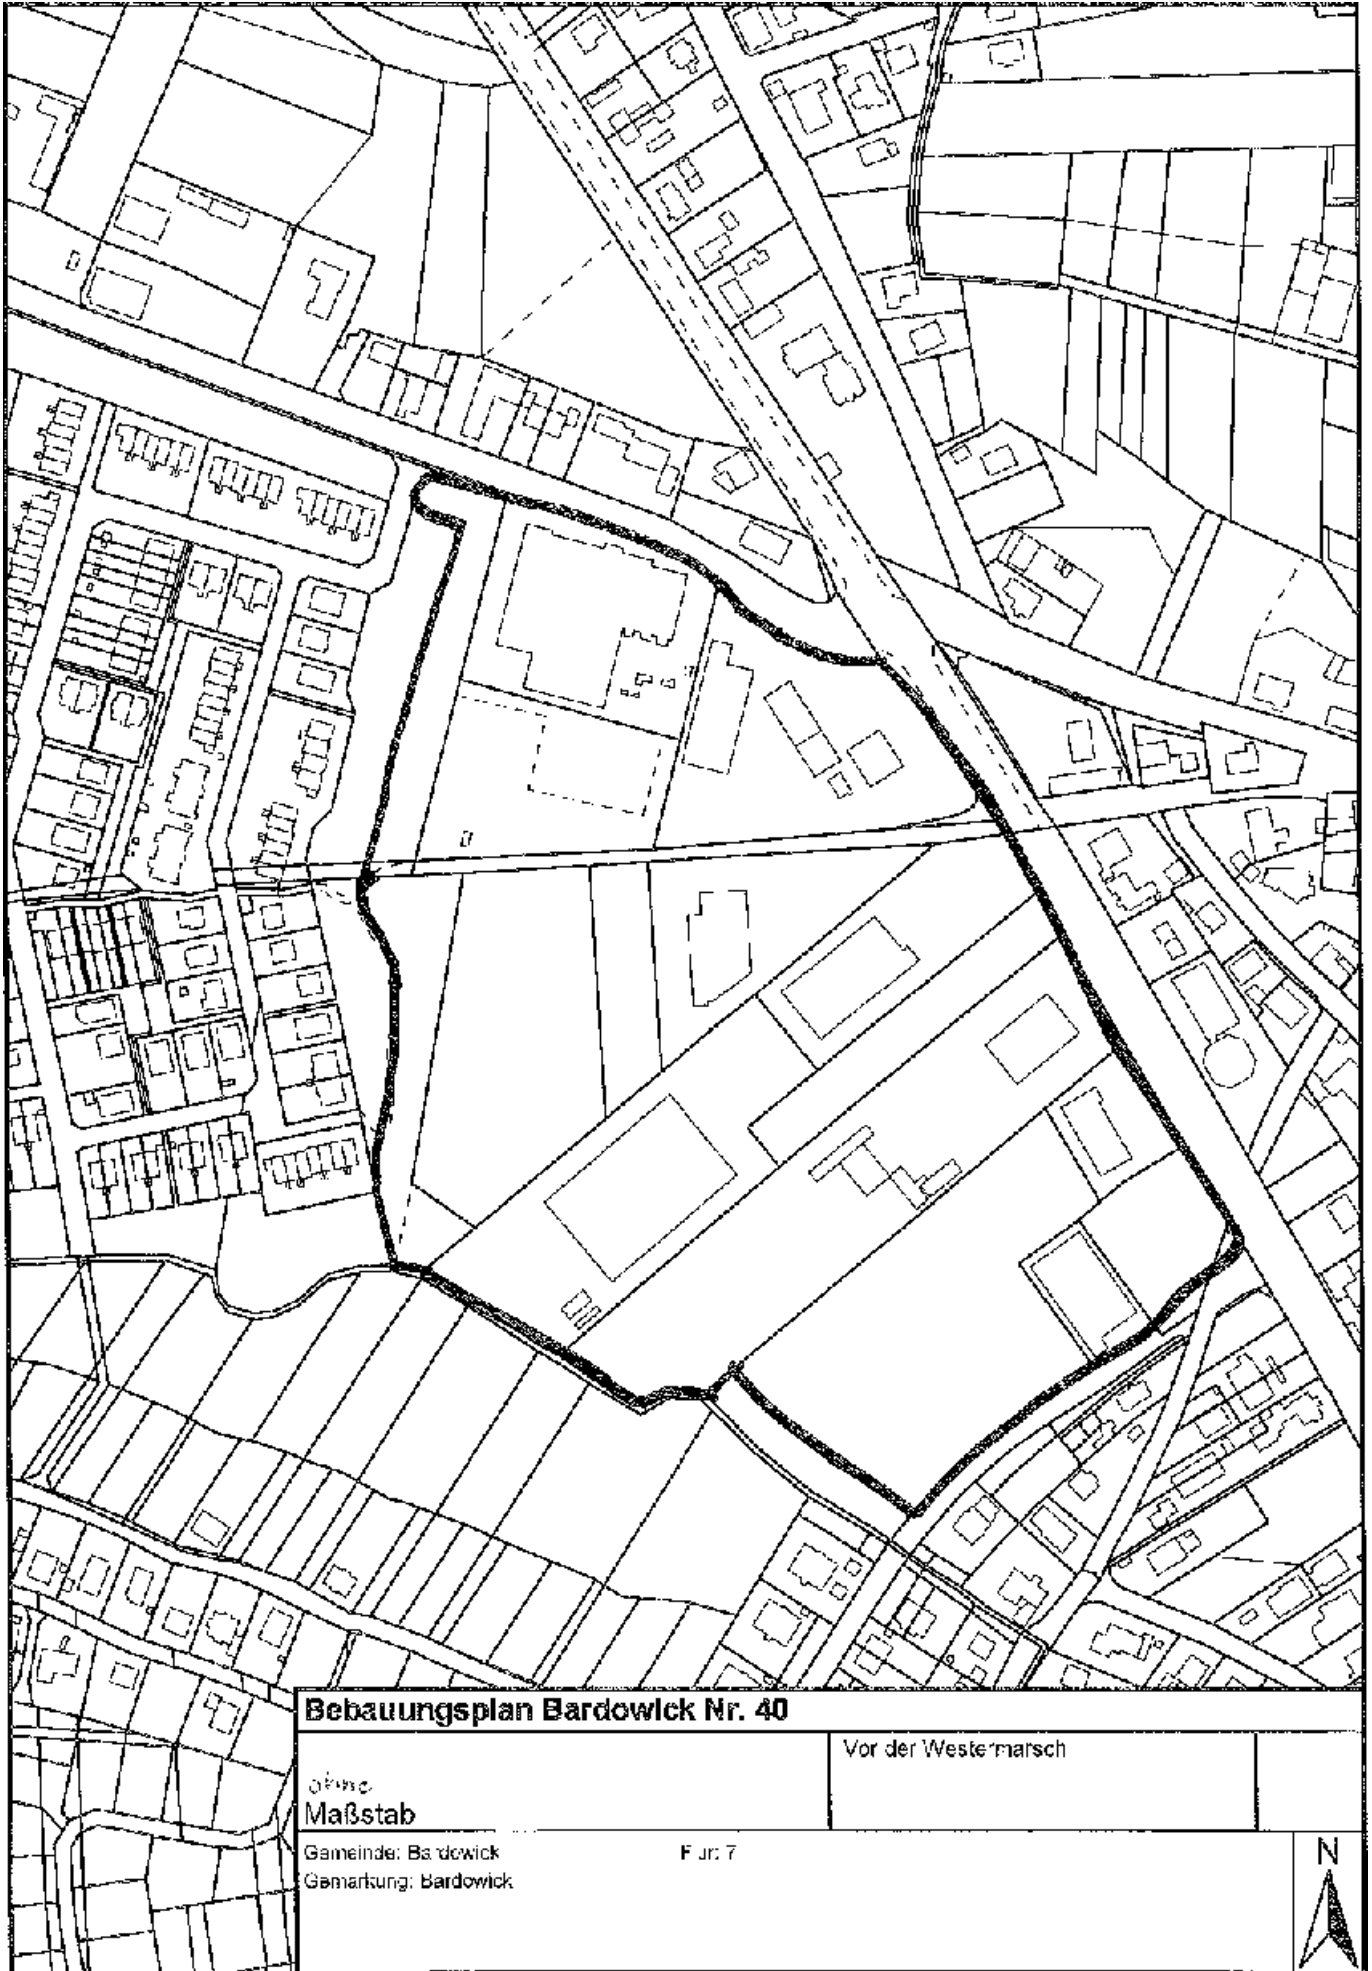 Bebauungsplan Bardowick Nr. 40
Vor der Westermarsch
ohne
Maßstab
Gemeinde: Bardowick Flur: 7
Gemarkung: Bardowick
N